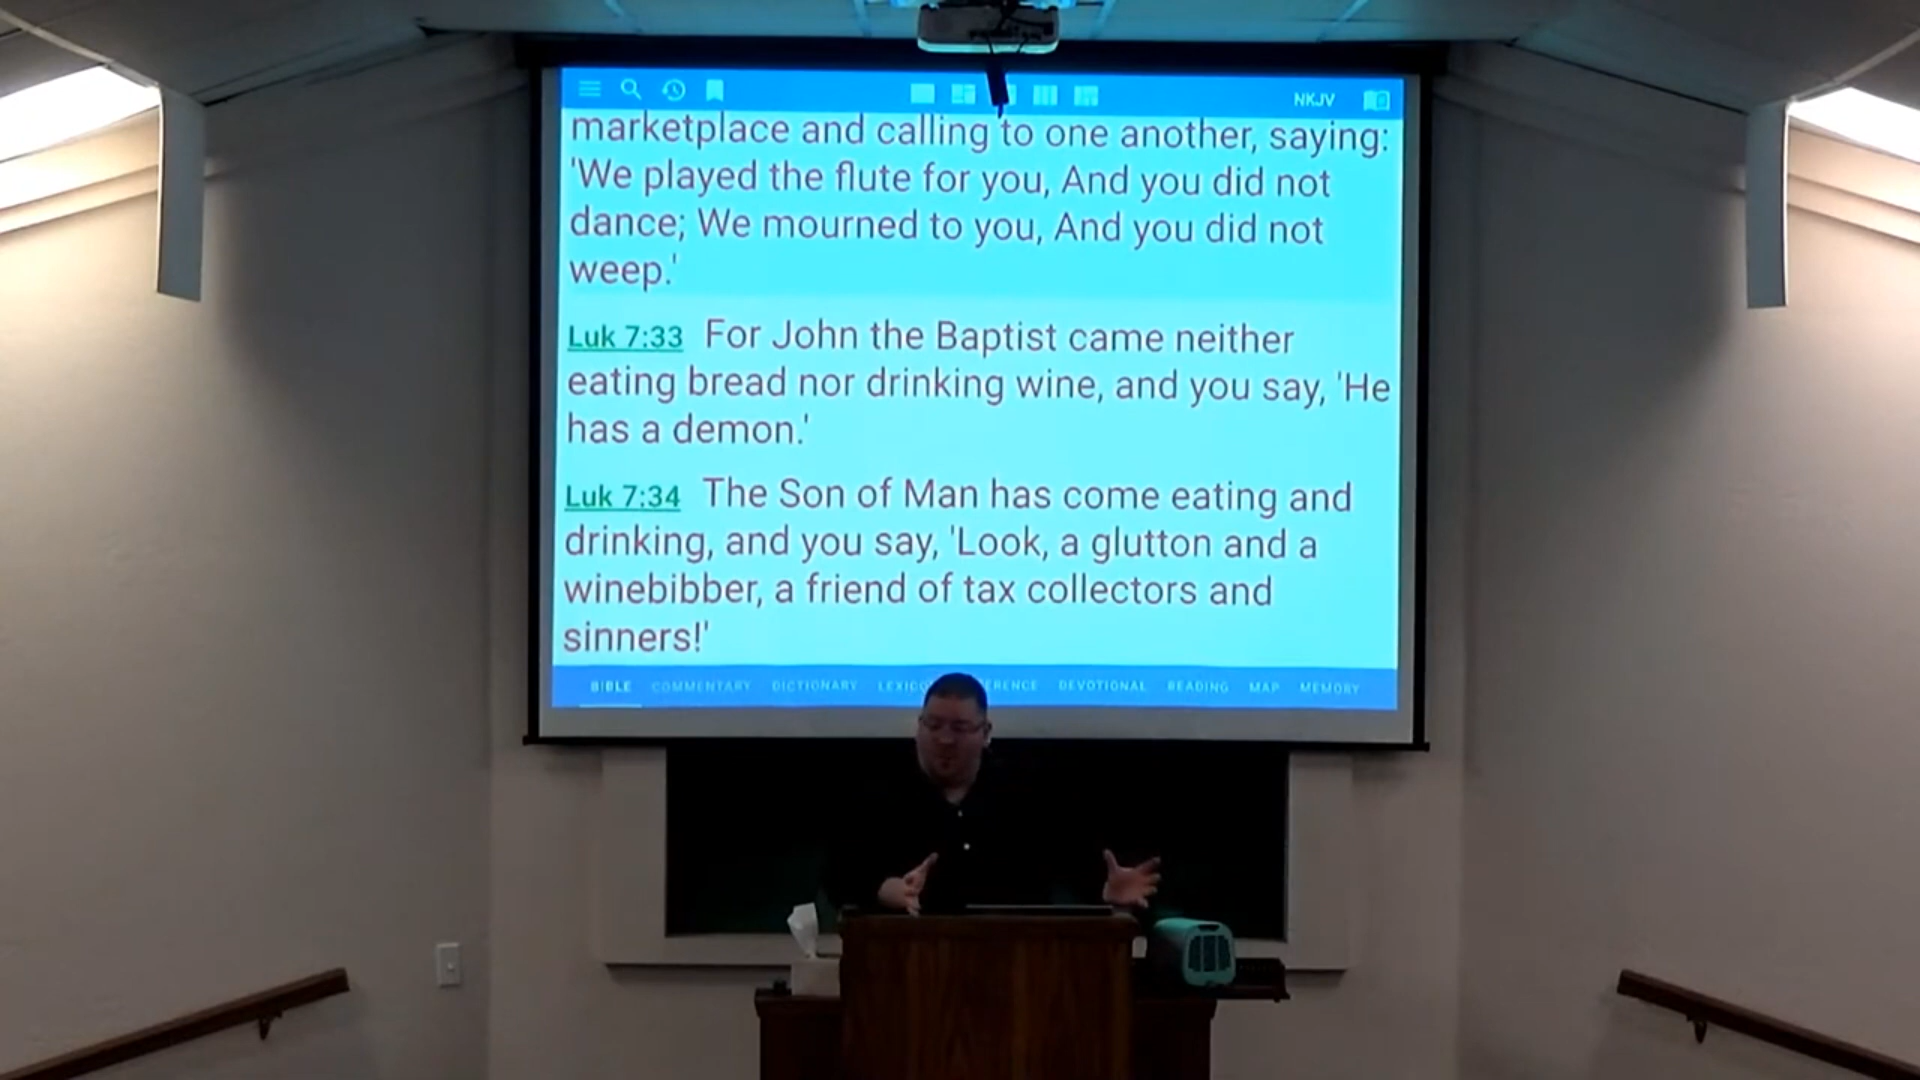 NKJV
marketplace and calling to one another, saying:
'We played the flute for you, And you did not
dance; We mourned to you, And you did not
weep.'
Luk 7:33 For John the Baptist came neither
eating bread nor drinking wine, and you say, 'He
has a demon.'
Luk 7:34 The Son of Man has come eating and
drinking, and you say, 'Look, a glutton and a
winebibber, a friend of tax collectors and
sinners!'
BIBLE COMMENTARY DICTIONARY DEVOTIONAL READING MAP MEMORY